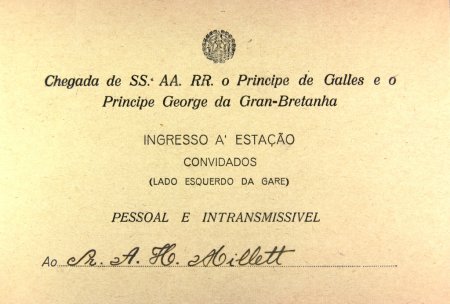 Chegada de SS.ᵃ AA. RR. o Principe de Galles e o
Principe George da Gran-Bretanha
INGRESSO A' ESTAÇÃO
CONVIDADOS
(LADO ESQUERDO DA GARE)
PESSOAL E INTRANSMISSIVEL
Ao Sr. A. H. Millett